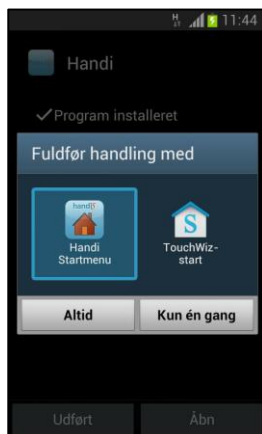 11:44
Handi
Program installeret
Fuldfør handling med
handi
Handi
Startmenu
S
TouchWiz-
start
Altid
Kun én gang
Udført
Åbn